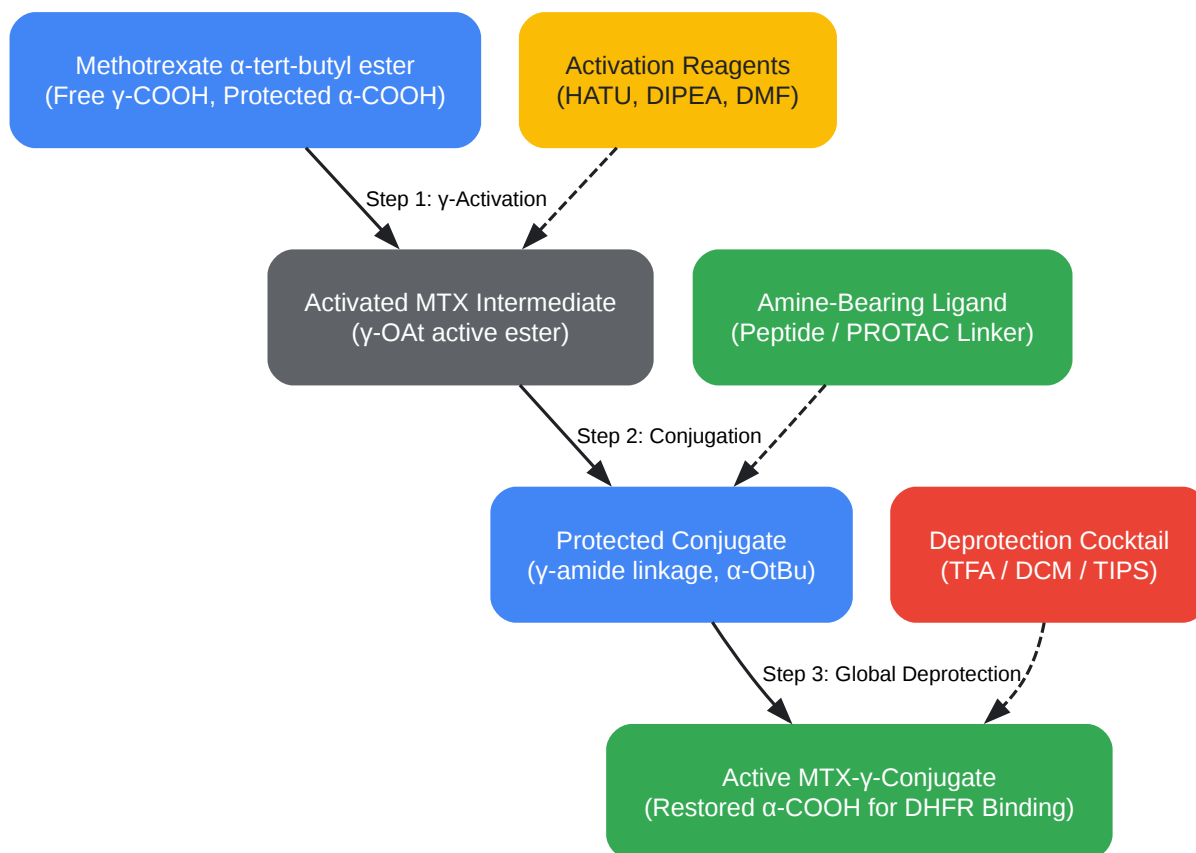 Methotrexate α-tert-butyl ester
(Free γ-COOH, Protected α-COOH)
Activation Reagents
(HATU, DIPEA, DMF)
Step 1: γ-Activation
Activated MTX Intermediate
(γ-OAt active ester)
Amine-Bearing Ligand
(Peptide / PROTAC Linker)
Step 2: Conjugation
Protected Conjugate
(γ-amide linkage, α-OtBu)
Deprotection Cocktail
(TFA / DCM / TIPS)
Step 3: Global Deprotection
Active MTX-γ-Conjugate
(Restored α-COOH for DHFR Binding)